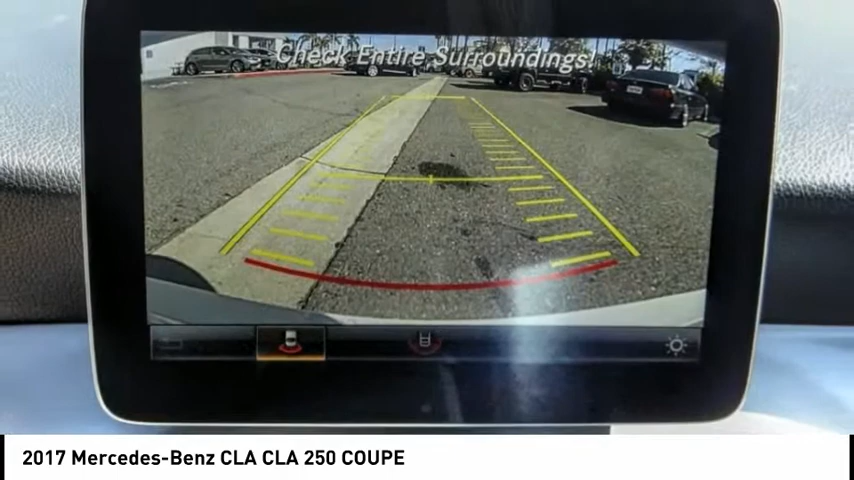 Check Entire Surroundings!
2017 Mercedes-Benz CLA CLA 250 COUPE